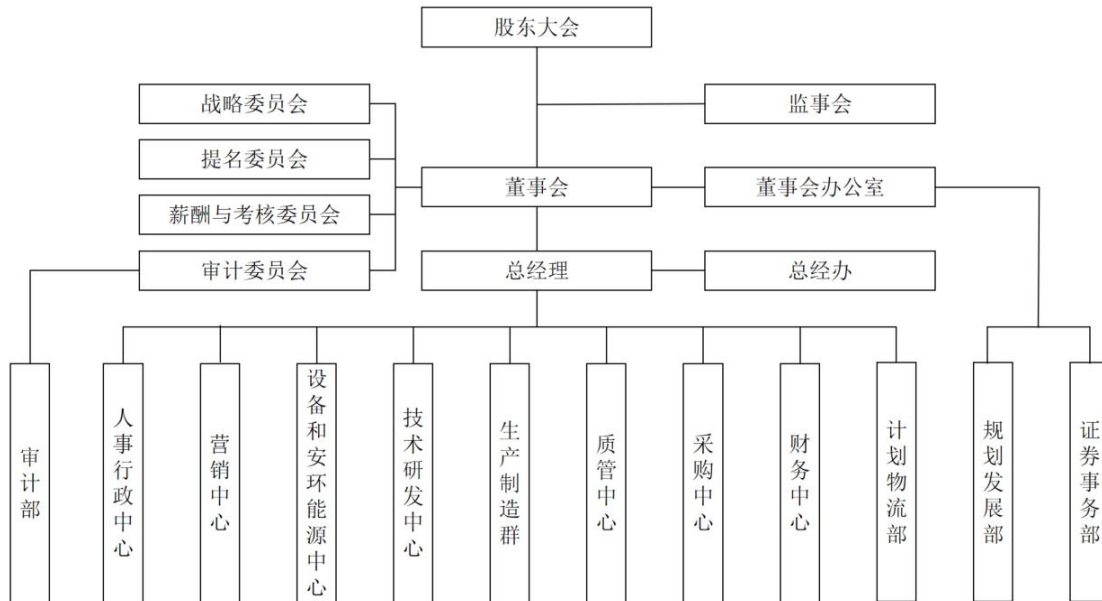 股东大会
战略委员会
监事会
提名委员会
董事会
董事会办公室
薪酬与考核委员会
审计委员会
总经理
总经办
审计部
人事行政中心
营销中心
设备和安环能源中心
技术研发中心
生产制造群
质管中心
采购中心
财务中心
计划物流部
规划发展部
证券事务部